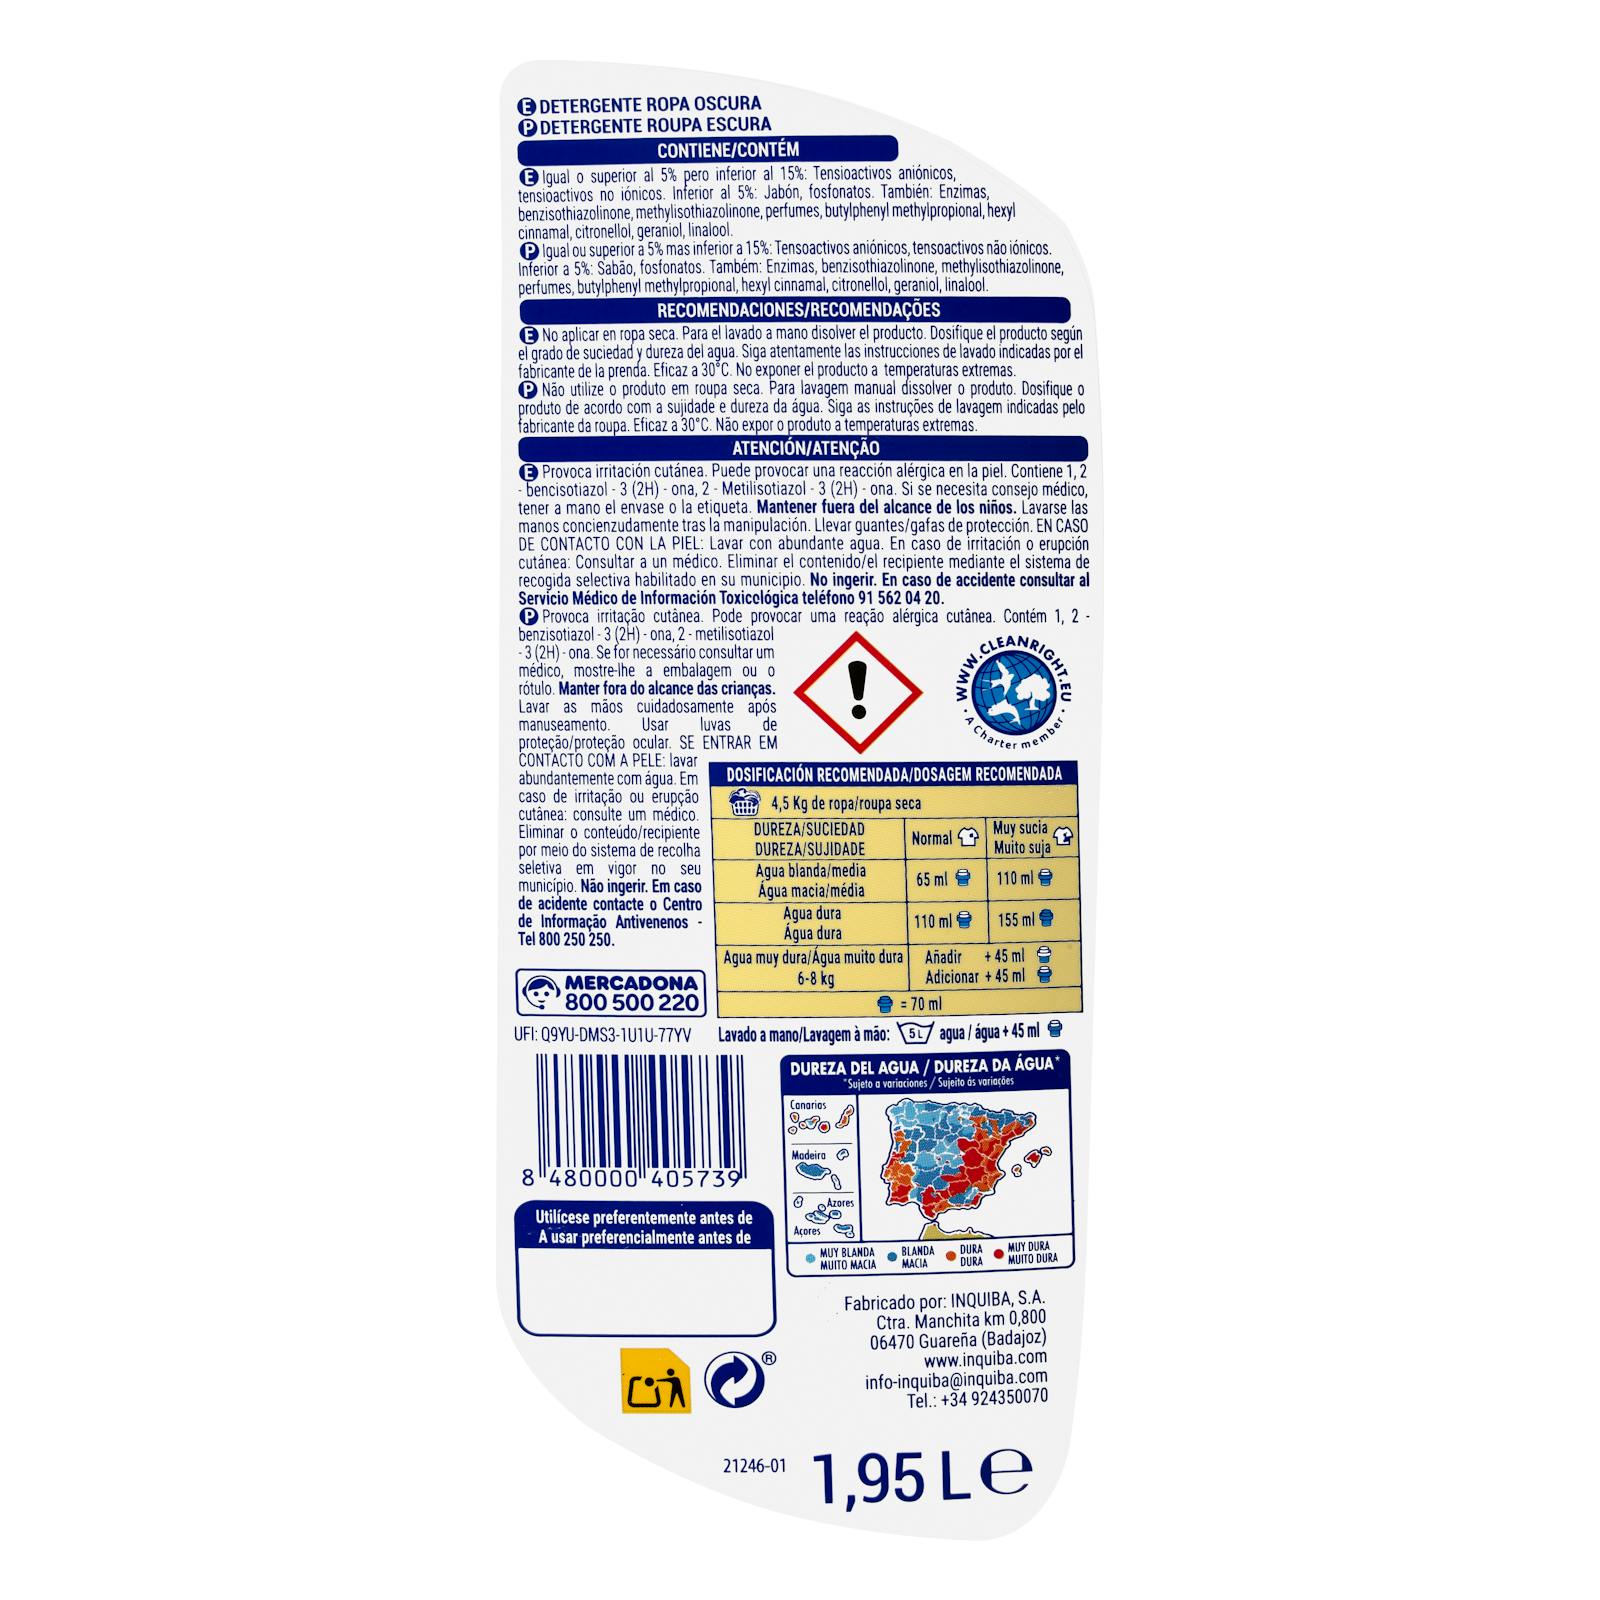 E DETERGENTE ROPA OSCURA
P DETERGENTE ROUPA ESCURA
CONTIENE/CONTÉM
E Igual o superior al 5% pero inferior al 15%: Tensioactivos aniónicos,
tensioactivos no iónicos. Inferior al 5%: Jabón, fosfonatos. También: Enzimas,
benzisothiazolinone, methylisothiazolinone, perfumes, butylphenyl methylpropional, hexyl
cinnamal, citronellol, geraniol, linalool.
P Igual ou superior a 5% mas inferior a 15%: Tensoactivos aniónicos, tensoactivos não iónicos.
Inferior a 5%: Sabão, fosfonatos. Também: Enzimas, benzisothiazolinone, methylisothiazolinone,
perfumes, butylphenyl methylpropional, hexyl cinnamal, citronellol, geraniol, linalool.
RECOMENDACIONES/RECOMENDAÇÕES
E No aplicar en ropa seca. Para el lavado a mano disolver el producto. Dosifique el producto según
el grado de suciedad y dureza del agua. Siga atentamente las instrucciones de lavado indicadas por el
fabricante de la prenda. Eficaz a 30°C. No exponer el producto a temperaturas extremas.
P Não utilize o produto em roupa seca. Para lavagem manual dissolver o produto. Dosifique o
produto de acordo com a sujidade e dureza da água. Siga as instruções de lavagem indicadas pelo
fabricante da roupa. Eficaz a 30°C. Não expor o produto a temperaturas extremas.
ATENCIÓN/ATENÇÃO
E Provoca irritación cutánea. Puede provocar una reacción alérgica en la piel. Contiene 1, 2
- bencisotiazol - 3 (2H) - ona, 2 - Metilisotiazol - 3 (2H) - ona. Si se necesita consejo médico,
tener a mano el envase o la etiqueta. Mantener fuera del alcance de los niños. Lavarse las
manos concienzudamente tras la manipulación. Llevar guantes/gafas de protección. EN CASO
DE CONTACTO CON LA PIEL: Lavar con abundante agua. En caso de irritación o erupción
cutánea: Consultar a un médico. Eliminar el contenido/el recipiente mediante el sistema de
recogida selectiva habilitado en su municipio. No ingerir. En caso de accidente consultar al
Servicio Médico de Información Toxicológica teléfono 91 562 04 20.
P Provoca irritação cutânea. Pode provocar uma reação alérgica cutânea. Contém 1, 2 -
benzisotiazol - 3 (2H) - ona, 2 - metilisotiazol
- 3 (2H) - ona. Se for necessário consultar um
médico, mostre-lhe a embalagem ou o
rótulo. Manter fora do alcance das crianças.
Lavar as mãos cuidadosamente após
manuseamento. Usar luvas de
proteção/proteção ocular. SE ENTRAR EM
CONTACTO COM A PELE: lavar
abundantemente com água. Em
caso de irritação ou erupção
cutânea: consulte um médico.
Eliminar o conteúdo/recipiente
por meio do sistema de recolha
seletiva em vigor no seu
município. Não ingerir. Em caso
de acidente contacte o Centro
de Informação Antivenenos -
Tel 800 250 250.
WWW.CLEANRIGHT.EU
• A Charter member •
DOSIFICACIÓN RECOMENDADA/DOSAGEM RECOMENDADA
4,5 Kg de ropa/roupa seca
DUREZA/SUCIEDAD
DUREZA/SUJIDADE
Normal
Muy sucia
Muito suja
Agua blanda/media
Água macia/média
65 ml
110 ml
Agua dura
Água dura
110 ml
155 ml
Agua muy dura/Água muito dura
6-8 kg
Añadir + 45 ml
Adicionar + 45 ml
= 70 ml
Lavado a mano/Lavagem à mão: 5 L agua / água + 45 ml
MERCADONA
800 500 220
UFI: Q9YU-DMS3-1U1U-77YV
8 480000 405739
DUREZA DEL AGUA / DUREZA DA ÁGUA*
*Sujeto a variaciones / Sujeito ás variações
Canarias
Madeira
Azores
Açores
MUY BLANDA
MUITO MACIA
BLANDA
MACIA
DURA
DURA
MUY DURA
MUITO DURA
Utilícese preferentemente antes de
A usar preferencialmente antes de
Fabricado por: INQUIBA, S.A.
Ctra. Manchita km 0,800
06470 Guareña (Badajoz)
www.inquiba.com
info-inquiba@inquiba.com
Tel.: +34 924350070
®
21246-01
1,95 L e